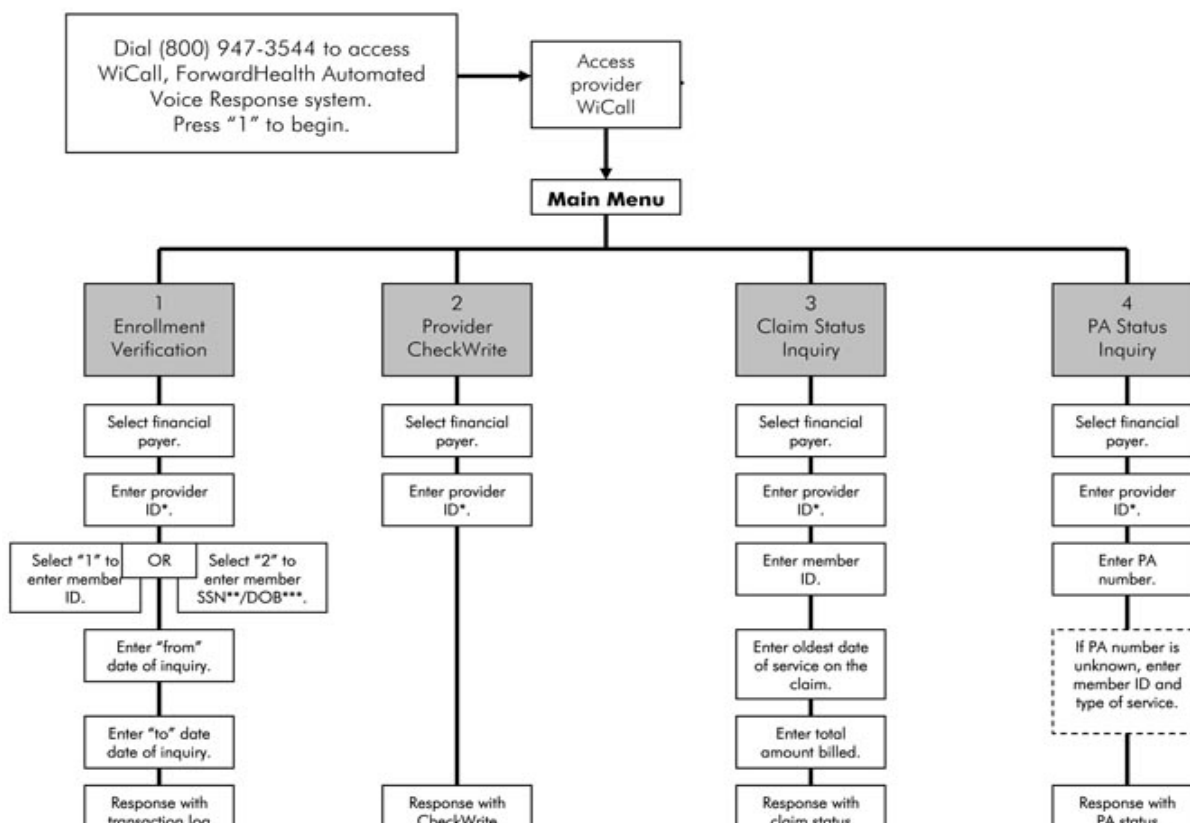 Dial (800) 947-3544 to access
WiCall, ForwardHealth Automated
Voice Response system.
Press "1" to begin.
Access
provider
WiCall
Main Menu
1
Enrollment
Verification
2
Provider
CheckWrite
3
Claim Status
Inquiry
4
PA Status
Inquiry
Select financial
payer.
Select financial
payer.
Select financial
payer.
Select financial
payer.
Enter provider
ID*.
Enter provider
ID*.
Enter provider
ID*.
Enter provider
ID*.
Select "1" to
enter member
ID.
OR
Select "2" to
enter member
SSN**/DOB***.
Enter member
ID.
Enter PA
number.
Enter "from"
date of inquiry.
Enter oldest date
of service on the
claim.
If PA number is
unknown, enter
member ID and
type of service.
Enter "to" date
date of inquiry.
Enter total
amount billed.
Response with
transaction log
Response with
CheckWrite
Response with
claim status
Response with
PA status